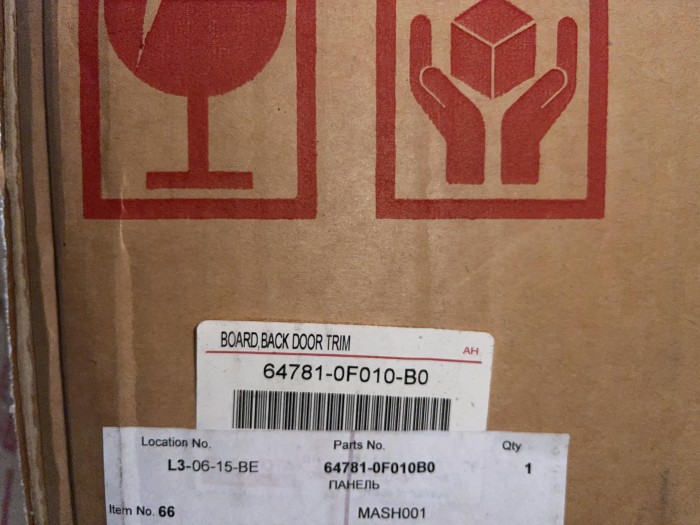 BOARD,BACK DOOR TRIM
AH
64781-0F010-B0
Location No. Parts No. Qty
L3-06-15-BE 64781-0F010B0 1
ПАНЕЛЬ
Item No. 66 MASH001